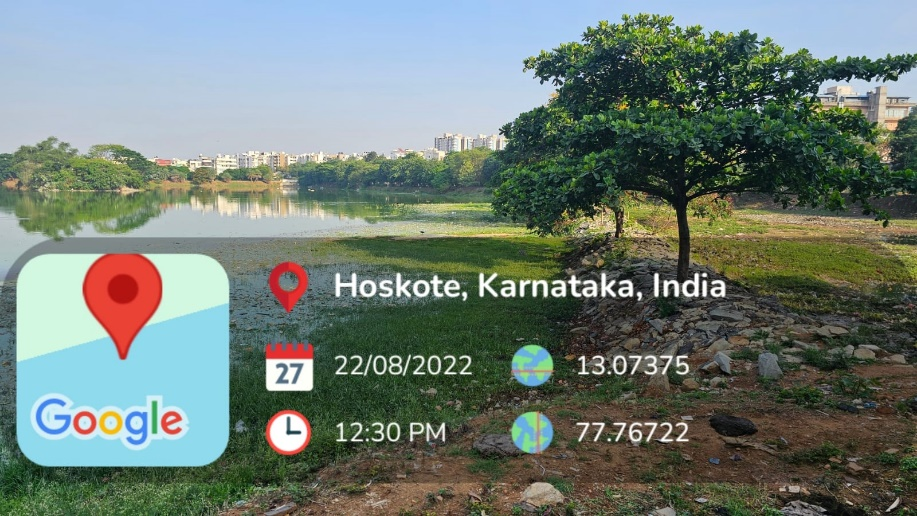 Hoskote, Karnataka, India
27 22/08/2022 13.07375
12:30 PM 77.76722
Google